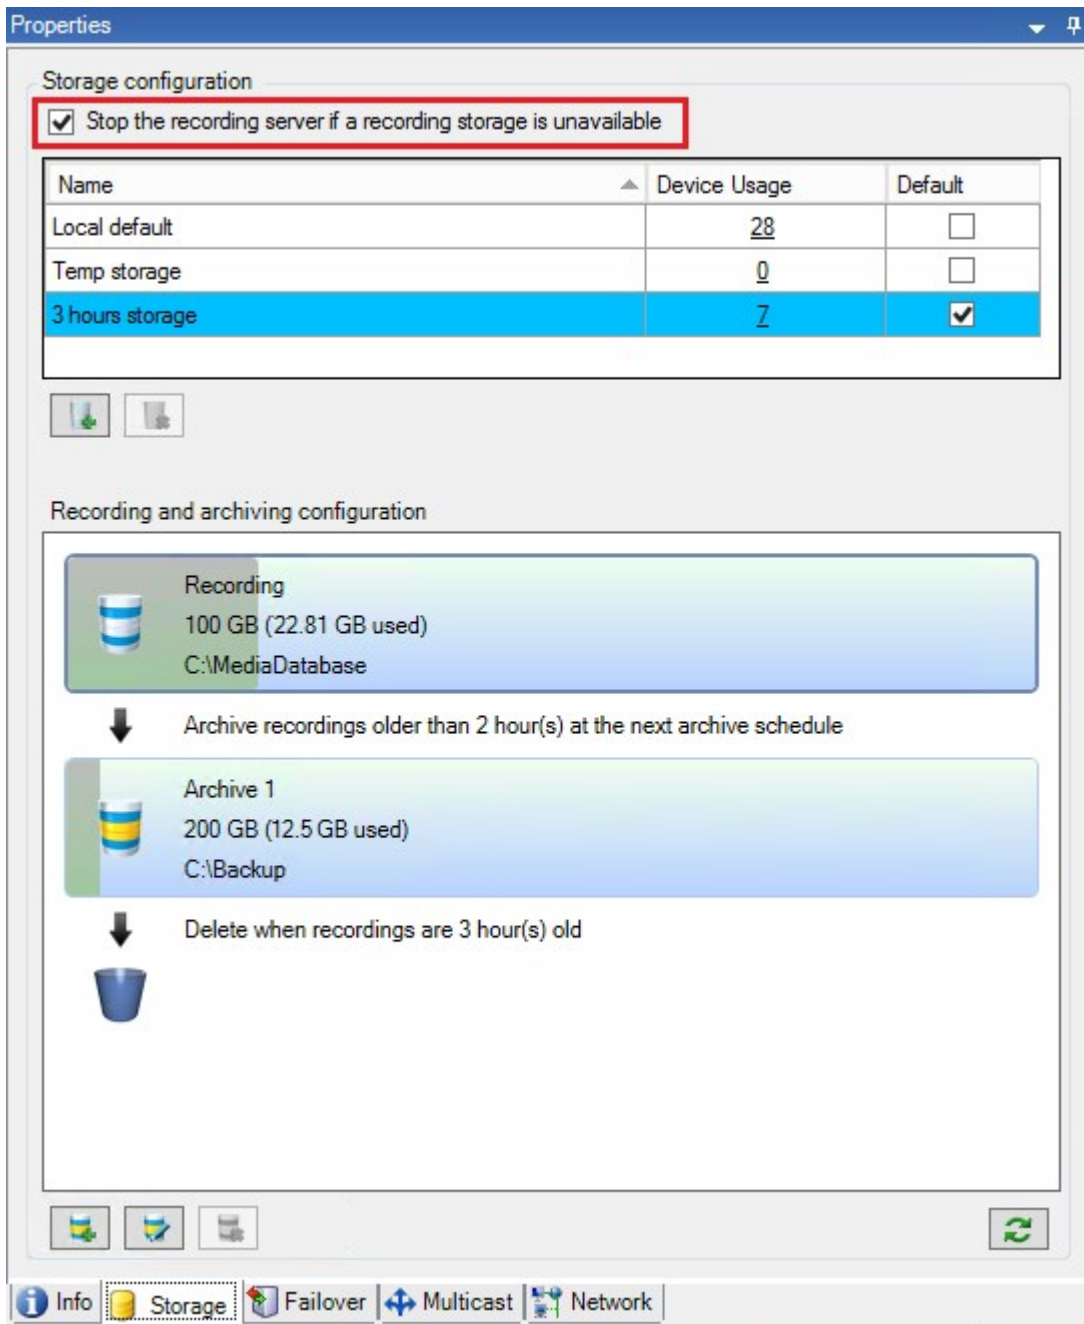 Properties
Storage configuration
Stop the recording server if a recording storage is unavailable
Name Device Usage Default
Local default 28
Temp storage 0
3 hours storage 7
Recording and archiving configuration
Recording
100 GB (22.81 GB used)
C:\MediaDatabase
Archive recordings older than 2 hour(s) at the next archive schedule
Archive 1
200 GB (12.5 GB used)
C:\Backup
Delete when recordings are 3 hour(s) old
Info Storage Failover Multicast Network